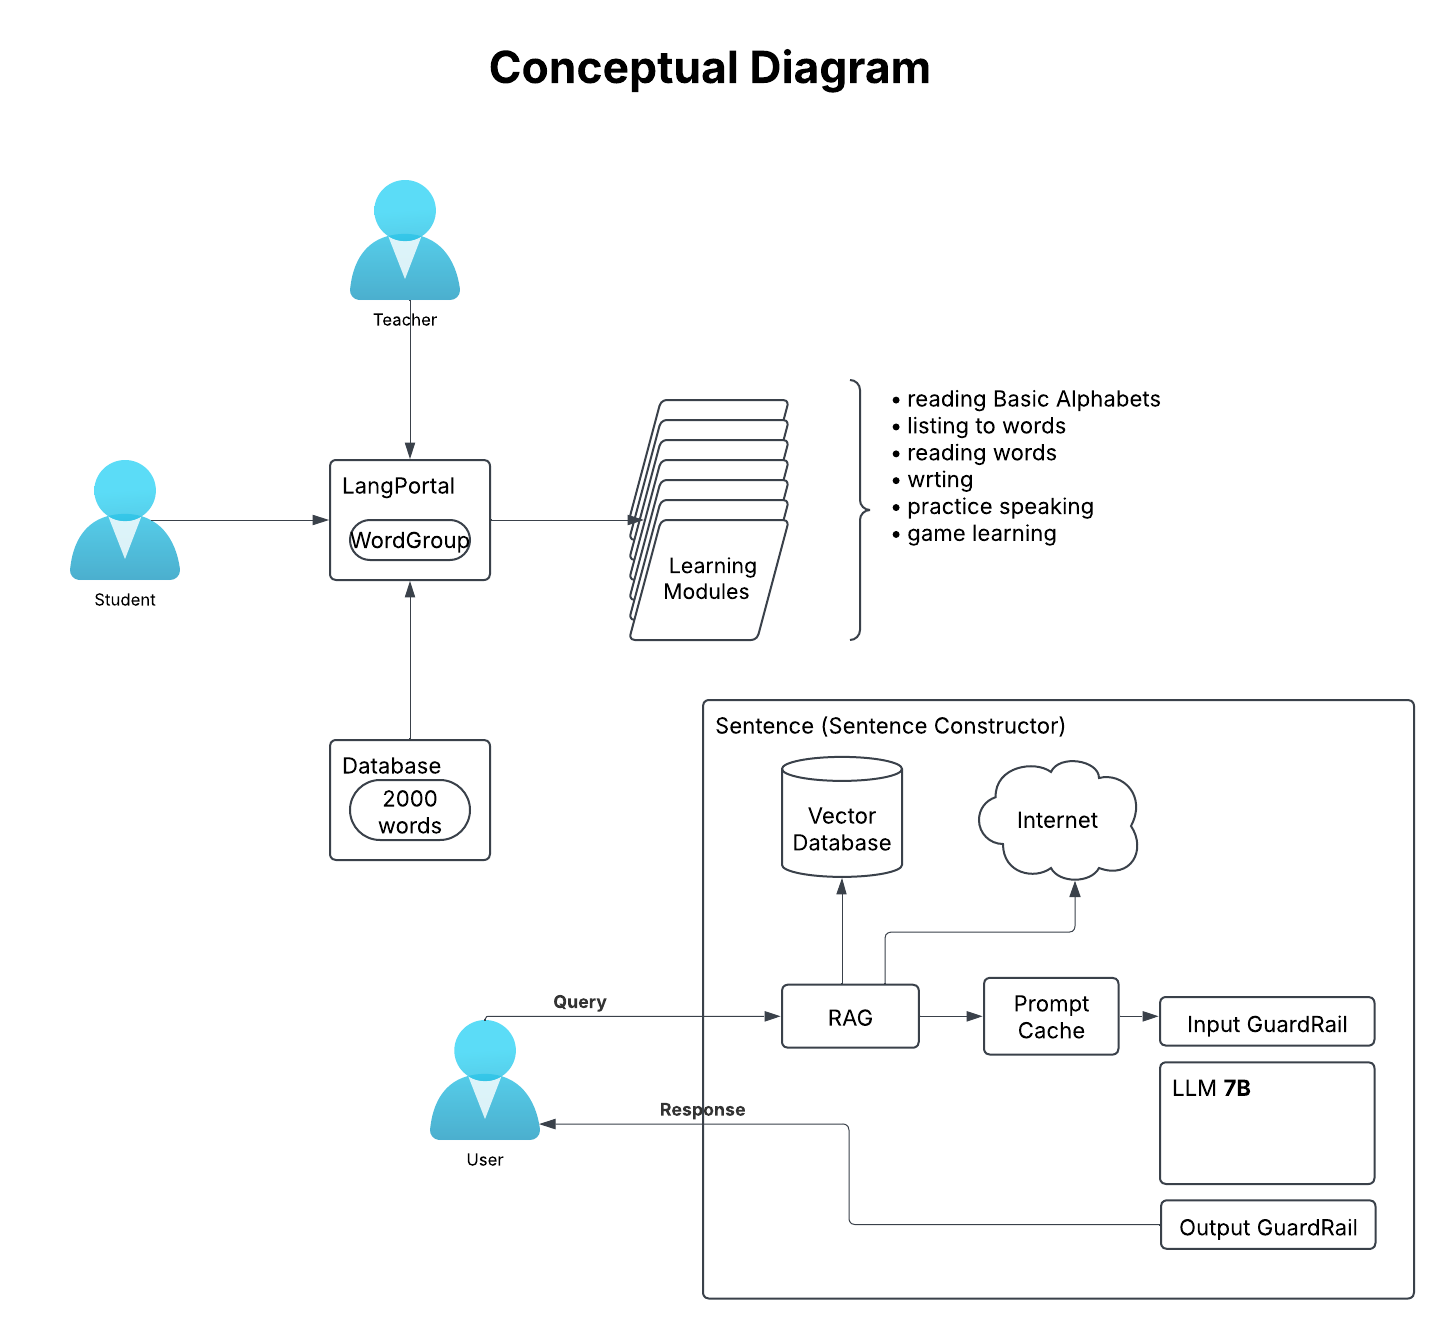 Conceptual Diagram
Teacher
LangPortal
WordGroup
Student
Learning
Modules
• reading Basic Alphabets
• listing to words
• reading words
• wrting
• practice speaking
• game learning
Database
2000
words
Sentence (Sentence Constructor)
Vector
Database
Internet
Query
RAG
Prompt
Cache
Input GuardRail
LLM 7B
Response
User
Output GuardRail